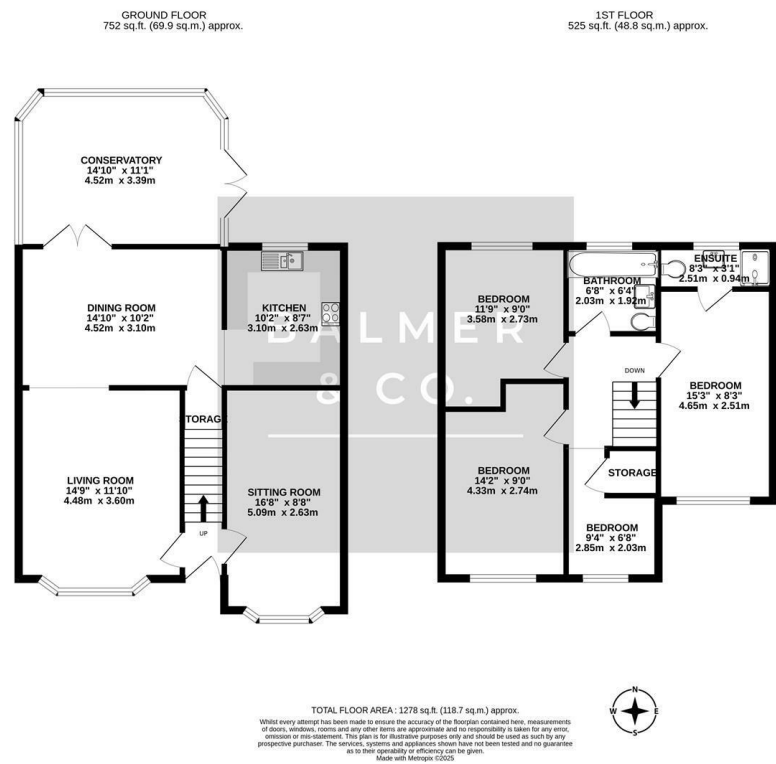 GROUND FLOOR
752 sq.ft. (69.9 sq.m.) approx.
1ST FLOOR
525 sq.ft. (48.8 sq.m.) approx.
CONSERVATORY
14'10" x 11'1"
4.52m x 3.39m
DINING ROOM
14'10" x 10'2"
4.52m x 3.10m
KITCHEN
10'2" x 8'7"
3.10m x 2.63m
STORAGE
LIVING ROOM
14'9" x 11'10"
4.48m x 3.60m
SITTING ROOM
16'8" x 8'8"
5.09m x 2.63m
UP
BEDROOM
11'9" x 9'0"
3.58m x 2.73m
BATHROOM
6'8" x 6'4"
2.03m x 1.92m
ENSUITE
8'3" x 3'1"
2.51m x 0.94m
DOWN
BEDROOM
15'3" x 8'3"
4.65m x 2.51m
BEDROOM
14'2" x 9'0"
4.33m x 2.74m
STORAGE
BEDROOM
9'4" x 6'8"
2.85m x 2.03m
BALMER
& CO.
TOTAL FLOOR AREA : 1278 sq.ft. (118.7 sq.m.) approx.
Whilst every attempt has been made to ensure the accuracy of the floorplan contained here, measurements
of doors, windows, rooms and any other items are approximate and no responsibility is taken for any error,
omission or mis-statement. This plan is for illustrative purposes only and should be used as such by any
prospective purchaser. The services, systems and appliances shown have not been tested and no guarantee
as to their operability or efficiency can be given.
Made with Metropix ©2025
N
W
E
S